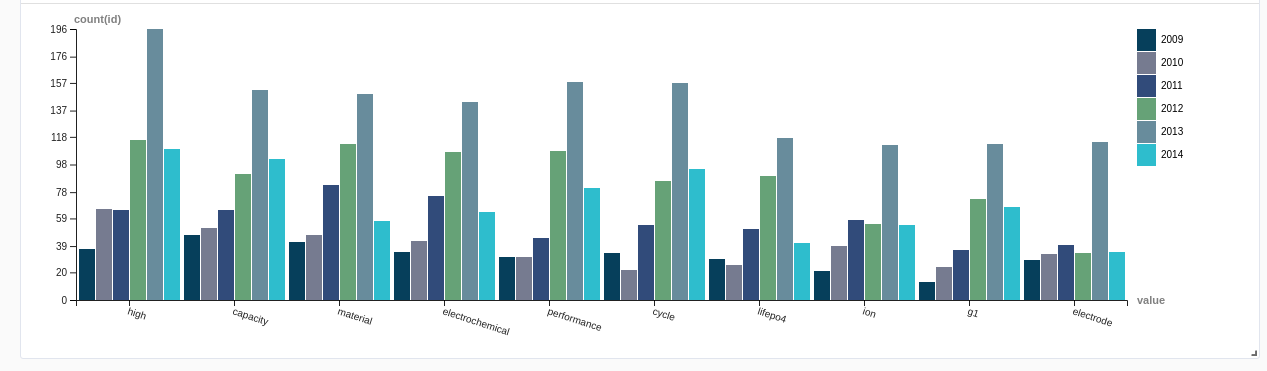 count(id)
196
176
157
137
118
98
78
59
39
20
0
high
capacity
material
electrochemical
performance
cycle
lifepo4
ion
g1
electrode
value
2009
2010
2011
2012
2013
2014